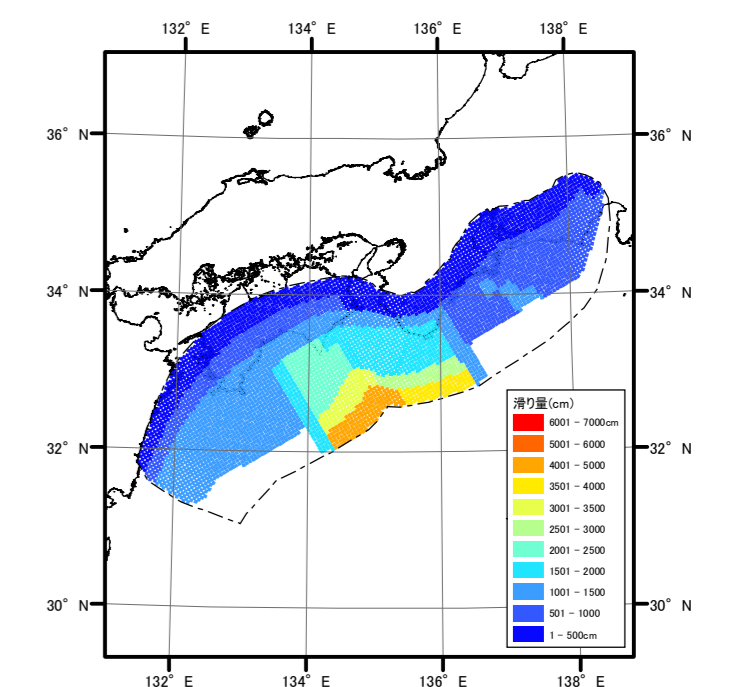 132° E 134° E 136° E 138° E
36° N 36° N
34° N 34° N
滑り量(cm)
6001 - 7000cm
5001 - 6000
32° N 4001 - 5000 32° N
3501 - 4000
3001 - 3500
2501 - 3000
2001 - 2500
1501 - 2000
1001 - 1500
30° N 501 - 1000 30° N
1 - 500cm
132° E 134° E 136° E 138° E